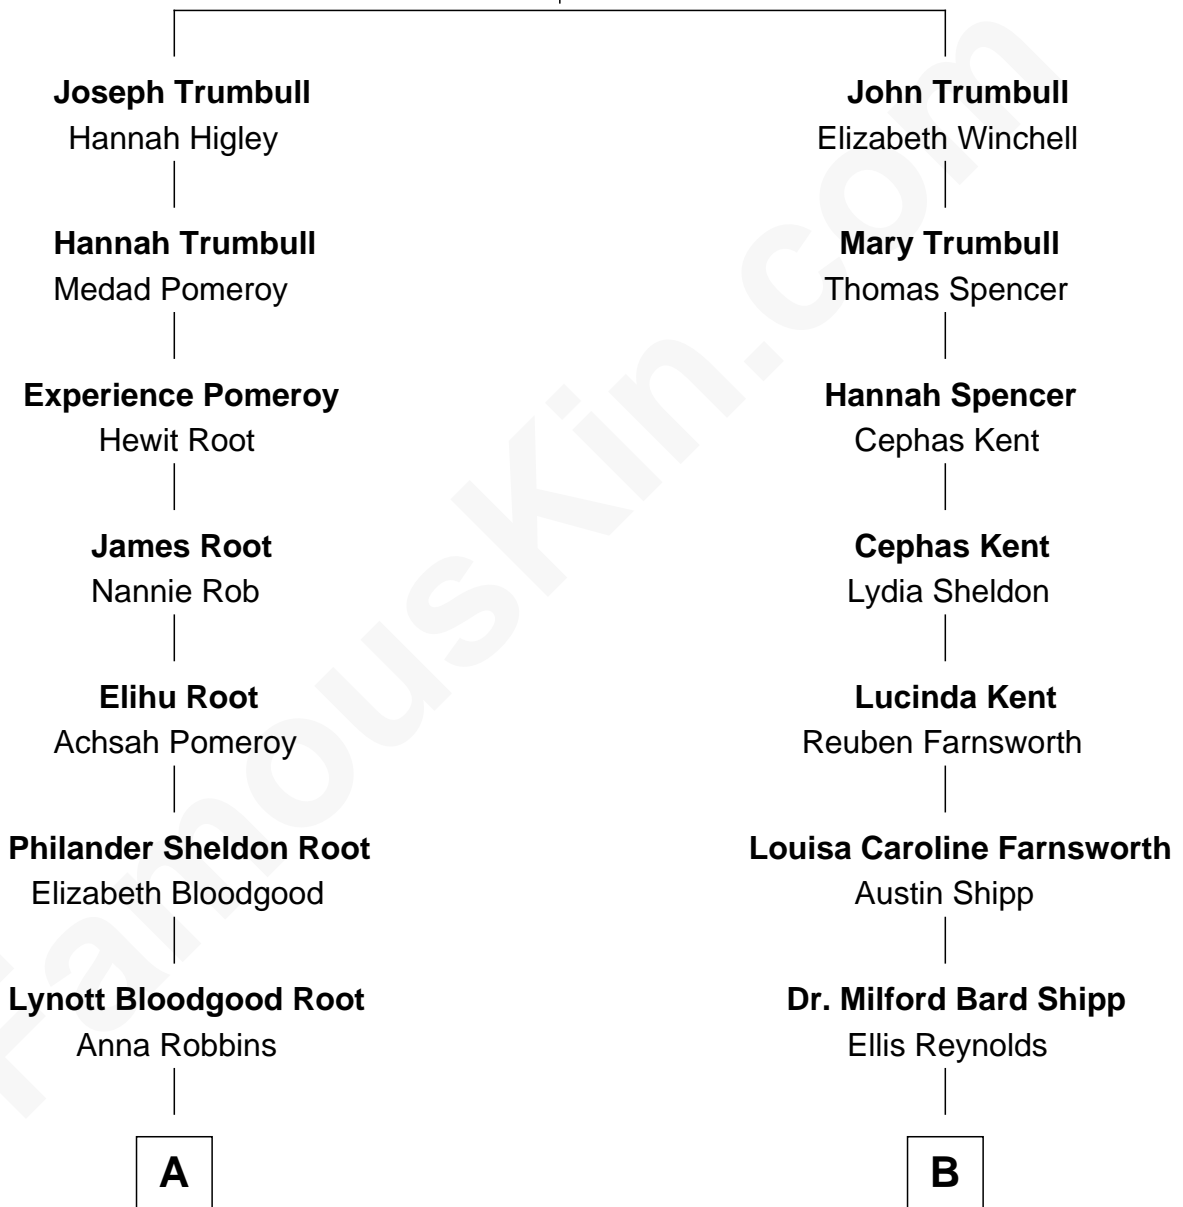 Joseph Trumbull
Hannah Higley
Hannah Trumbull
Medad Pomeroy
Experience Pomeroy
Hewit Root
James Root
Nannie Rob
Elihu Root
Achsah Pomeroy
Philander Sheldon Root
Elizabeth Bloodgood
Lynott Bloodgood Root
Anna Robbins
A
John Trumbull
Elizabeth Winchell
Mary Trumbull
Thomas Spencer
Hannah Spencer
Cephas Kent
Cephas Kent
Lydia Sheldon
Lucinda Kent
Reuben Farnsworth
Louisa Caroline Farnsworth
Austin Shipp
Dr. Milford Bard Shipp
Ellis Reynolds
B
FamousKin.com